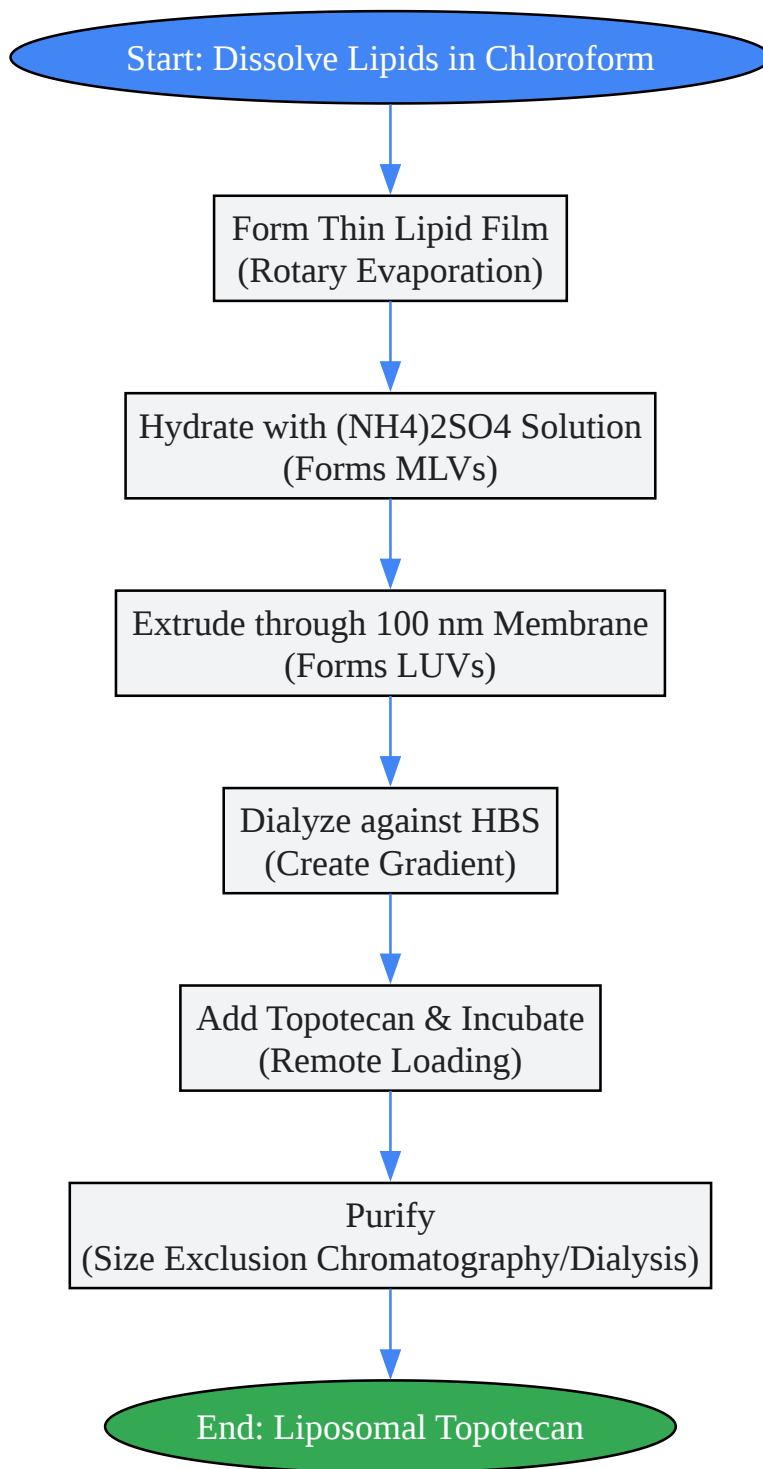 Start: Dissolve Lipids in Chloroform
Form Thin Lipid Film
(Rotary Evaporation)
Hydrate with (NH4)2SO4 Solution
(Forms MLVs)
Extrude through 100 nm Membrane
(Forms LUVs)
Dialyze against HBS
(Create Gradient)
Add Topotecan & Incubate
(Remote Loading)
Purify
(Size Exclusion Chromatography/Dialysis)
End: Liposomal Topotecan